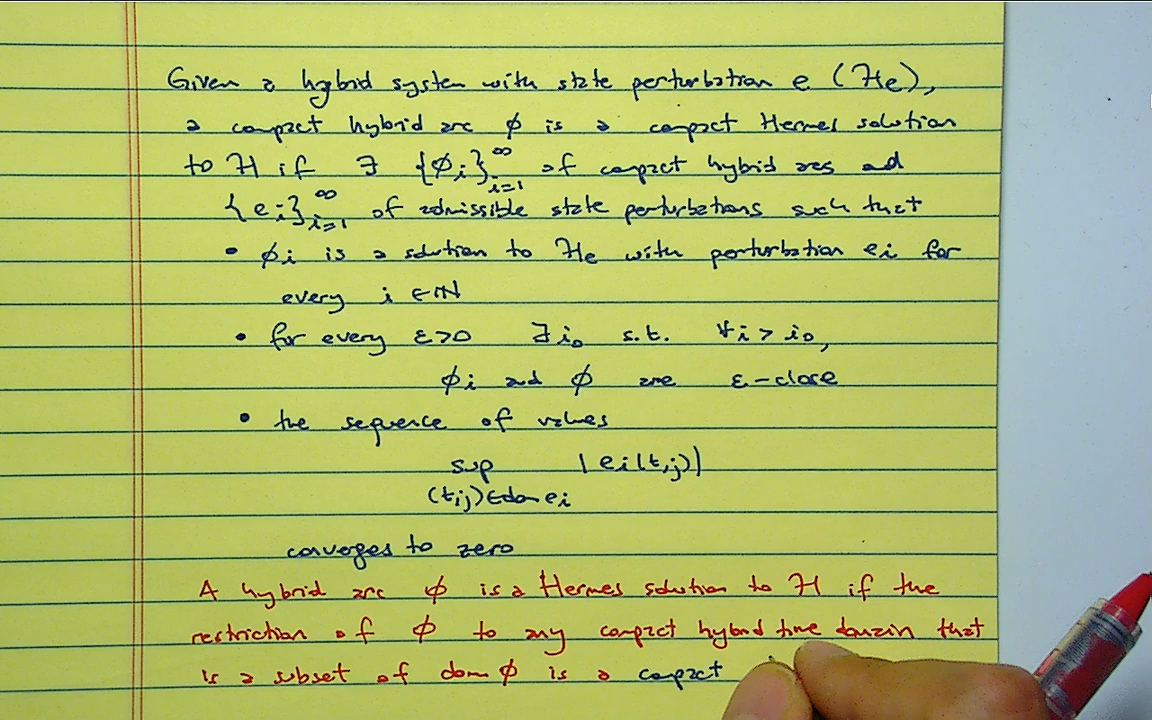 Given a hybrid system with state perturbation e (ℋe),
a compact hybrid arc ϕ is a compact Hermes solution
to ℋ if ∃ {ϕi}_{i=1}^∞ of compact hybrid arcs and
{ei}_{i=1}^∞ of admissible state perturbations such that
• ϕi is a solution to ℋe with perturbation ei for
every i ∈ ℕ
• for every ε>0 ∃ i₀ s.t. ∀ i > i₀,
ϕi and ϕ are ε-close
• the sequence of values
sup |ei(t,j)|
(t,j)∈dom ei
converges to zero
A hybrid arc ϕ is a Hermes solution to ℋ if the
restriction of ϕ to any compact hybrid time domain that
is a subset of dom ϕ is a compact